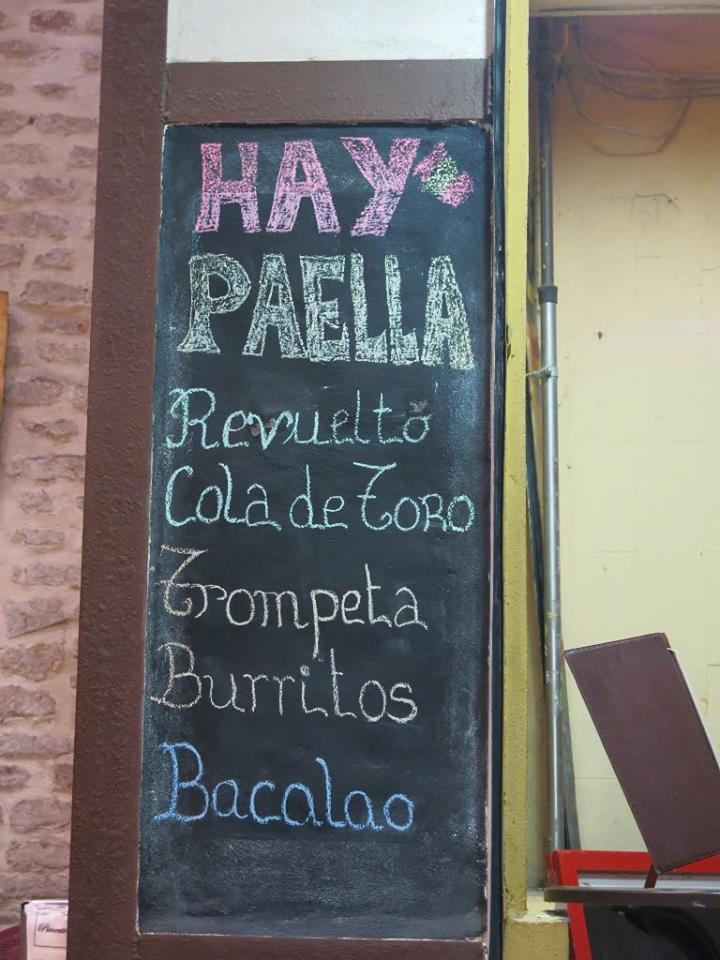 HAY
PAELLA
Revuelto
Cola de Toro
Trompeta
Burritos
Bacalao